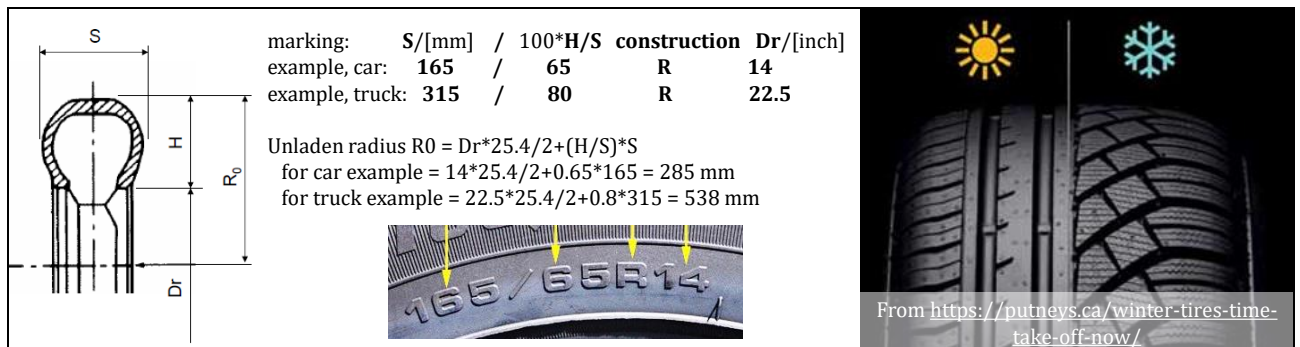 S
H
R0
Dr
marking: S/[mm] / 100*H/S construction Dr/[inch]
example, car: 165 / 65 R 14
example, truck: 315 / 80 R 22.5
Unladen radius R0 = Dr*25.4/2+(H/S)*S
for car example = 14*25.4/2+0.65*165 = 285 mm
for truck example = 22.5*25.4/2+0.8*315 = 538 mm
165/65R14
From https://putneys.ca/winter-tires-time-
take-off-now/